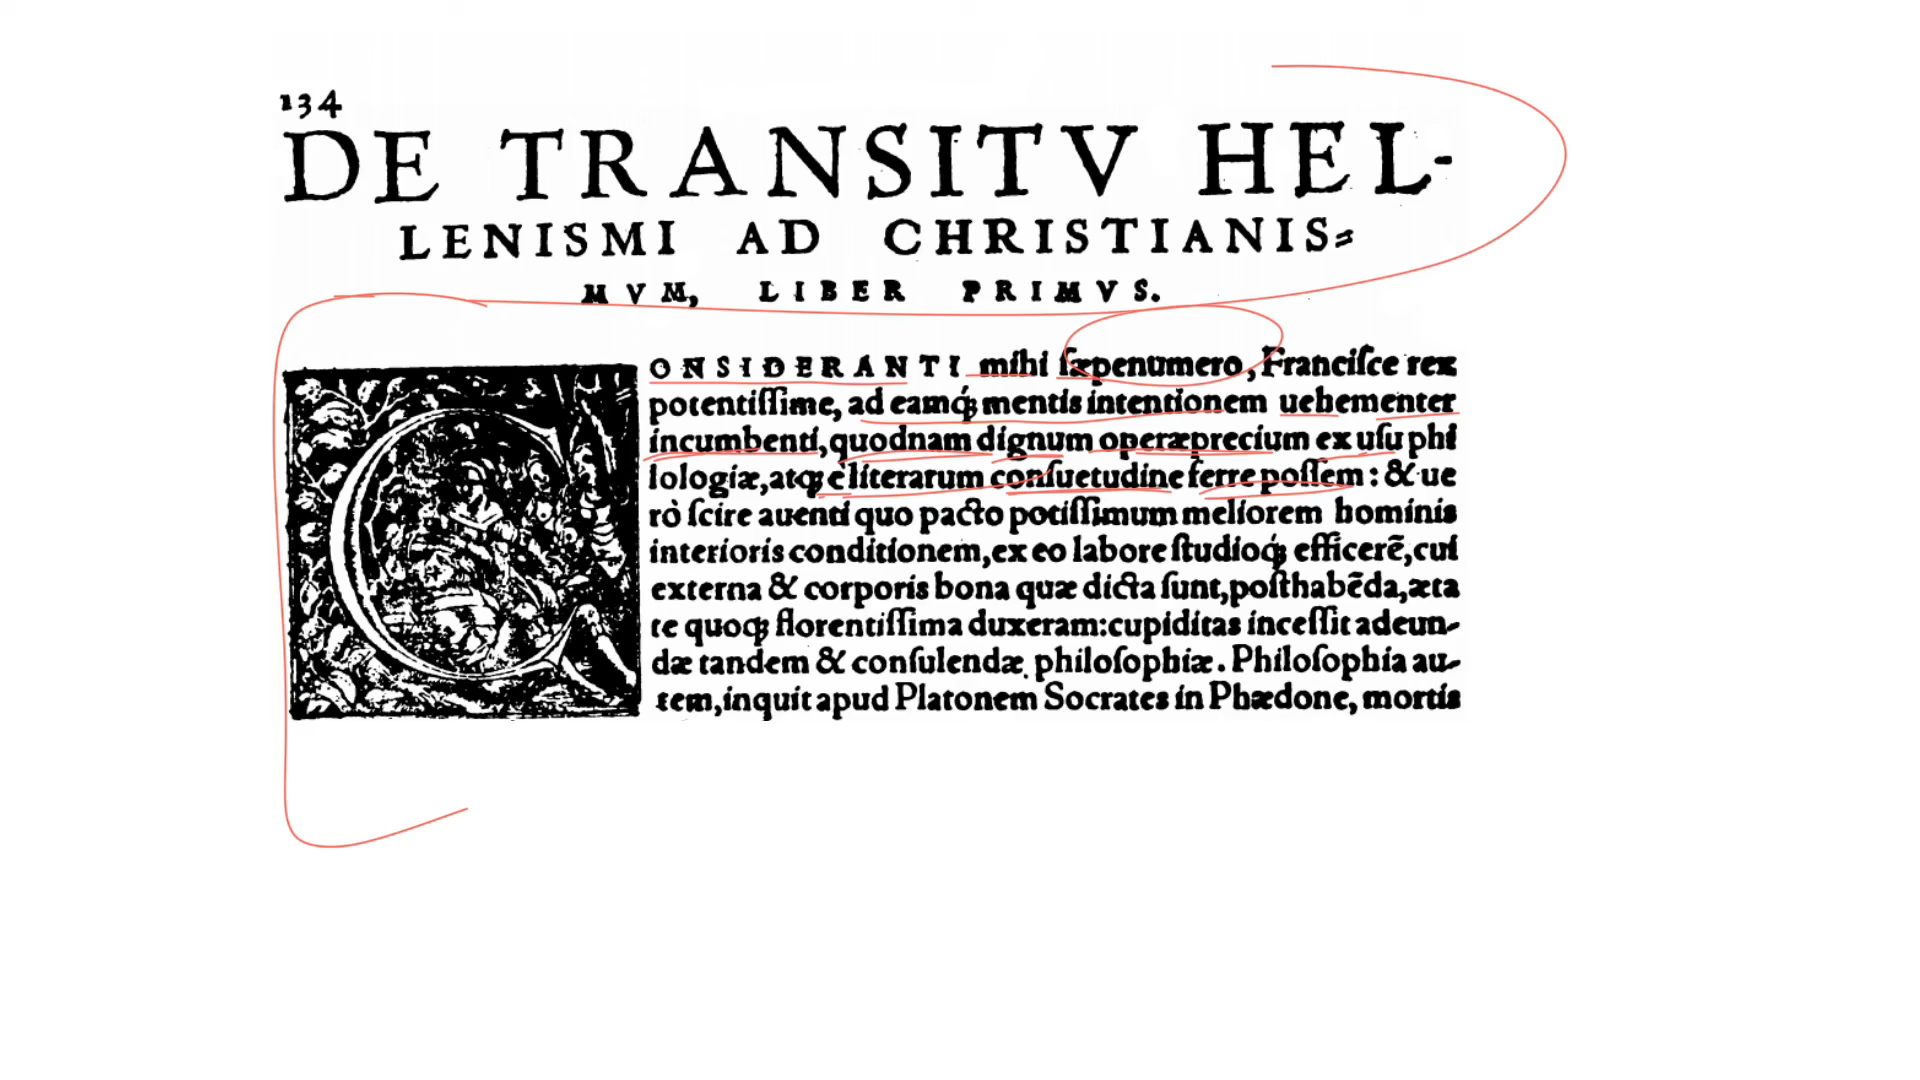 134
DE TRANSITV HEL-
LENISMI AD CHRISTIANIS-
MVM, LIBER PRIMVS.
CONSIDERANTI mihi ſæpenumero, Franciſce rex
potentiſſime, ad eamq́; mentis intentionem uehementer
incumbenti, quodnam dignum operæprecium ex uſu phi
lologiæ, atq; è literarum conſuetudine ferre poſſem: & ue
rò ſcire auenti quo pacto potiſſimum meliorem hominis
interioris conditionem, ex eo labore ſtudioq́; efficerẽ, cui
externa & corporis bona quæ dicta ſunt, poſthabẽda, æta
te quoq; florentiſſima duxeram: cupiditas inceſſit adeun-
dæ tandem & conſulendæ philoſophiæ. Philoſophia au-
tem, inquit apud Platonem Socrates in Phædone, mortis